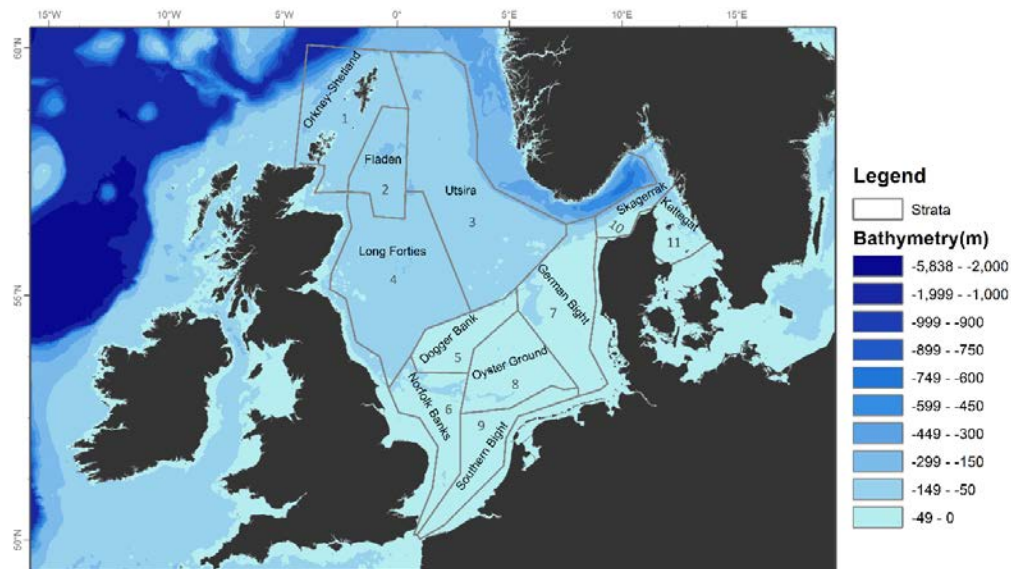 15°W 10°W 0° 5°E 10°E 15°E
60°N
Orkney-Shetland
1
Fladen
2
Utsira
3
Skagerrak
10
Kattegat
11
Long Forties
4
55°N
German Bight
7
Dogger Bank
5
Oyster Ground
8
Norfolk Banks
6
9
Southern Bight
50°N
Legend
Strata
Bathymetry(m)
-5,838 - -2,000
-1,999 - -1,000
-999 - -900
-899 - -750
-749 - -600
-599 - -450
-449 - -300
-299 - -150
-149 - -50
-49 - 0